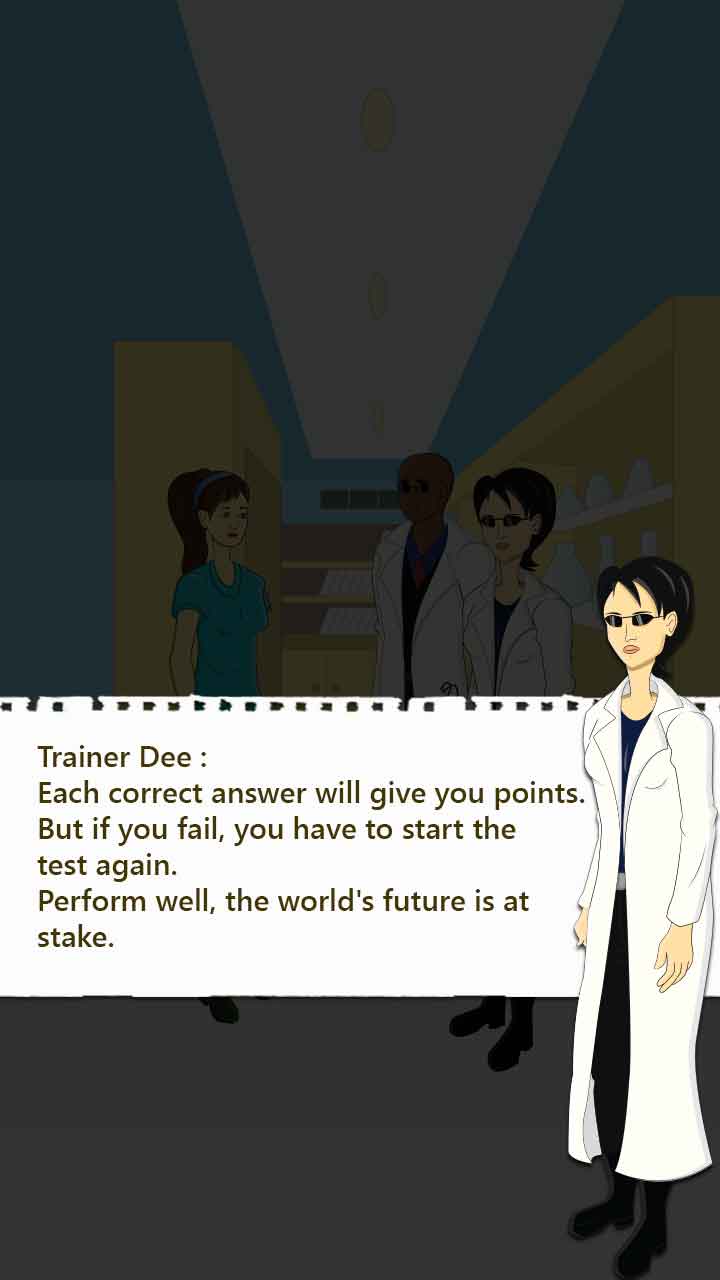 Trainer Dee :
Each correct answer will give you points.
But if you fail, you have to start the
test again.
Perform well, the world's future is at
stake.